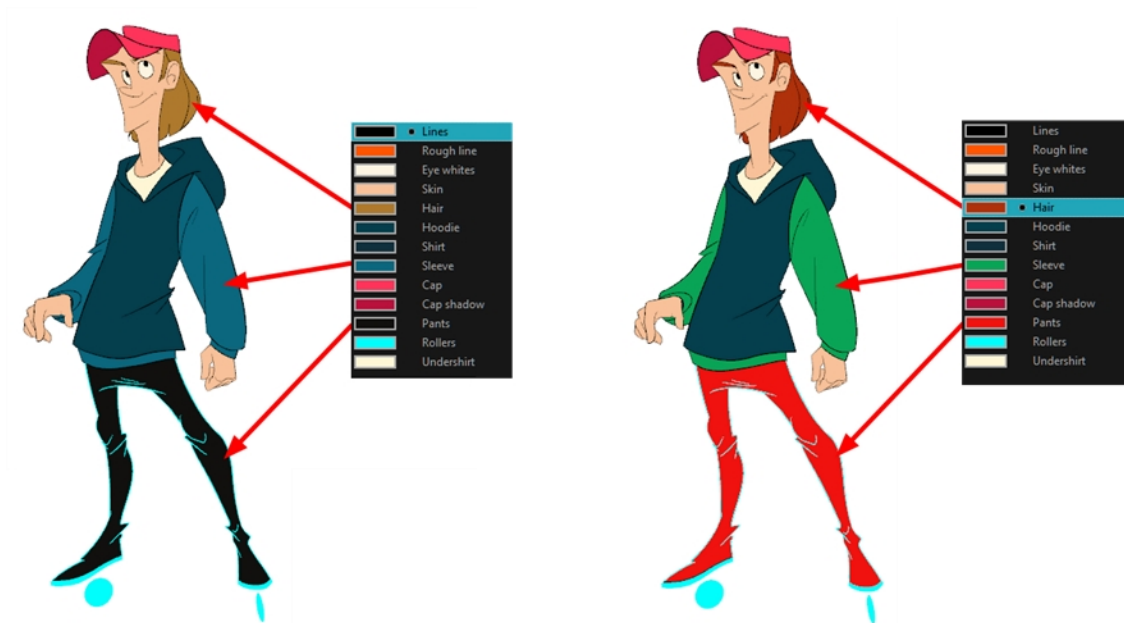 Lines
Rough line
Eye whites
Skin
Hair
Hoodie
Shirt
Sleeve
Cap
Cap shadow
Pants
Rollers
Undershirt
Lines
Rough line
Eye whites
Skin
Hair
Hoodie
Shirt
Sleeve
Cap
Cap shadow
Pants
Rollers
Undershirt